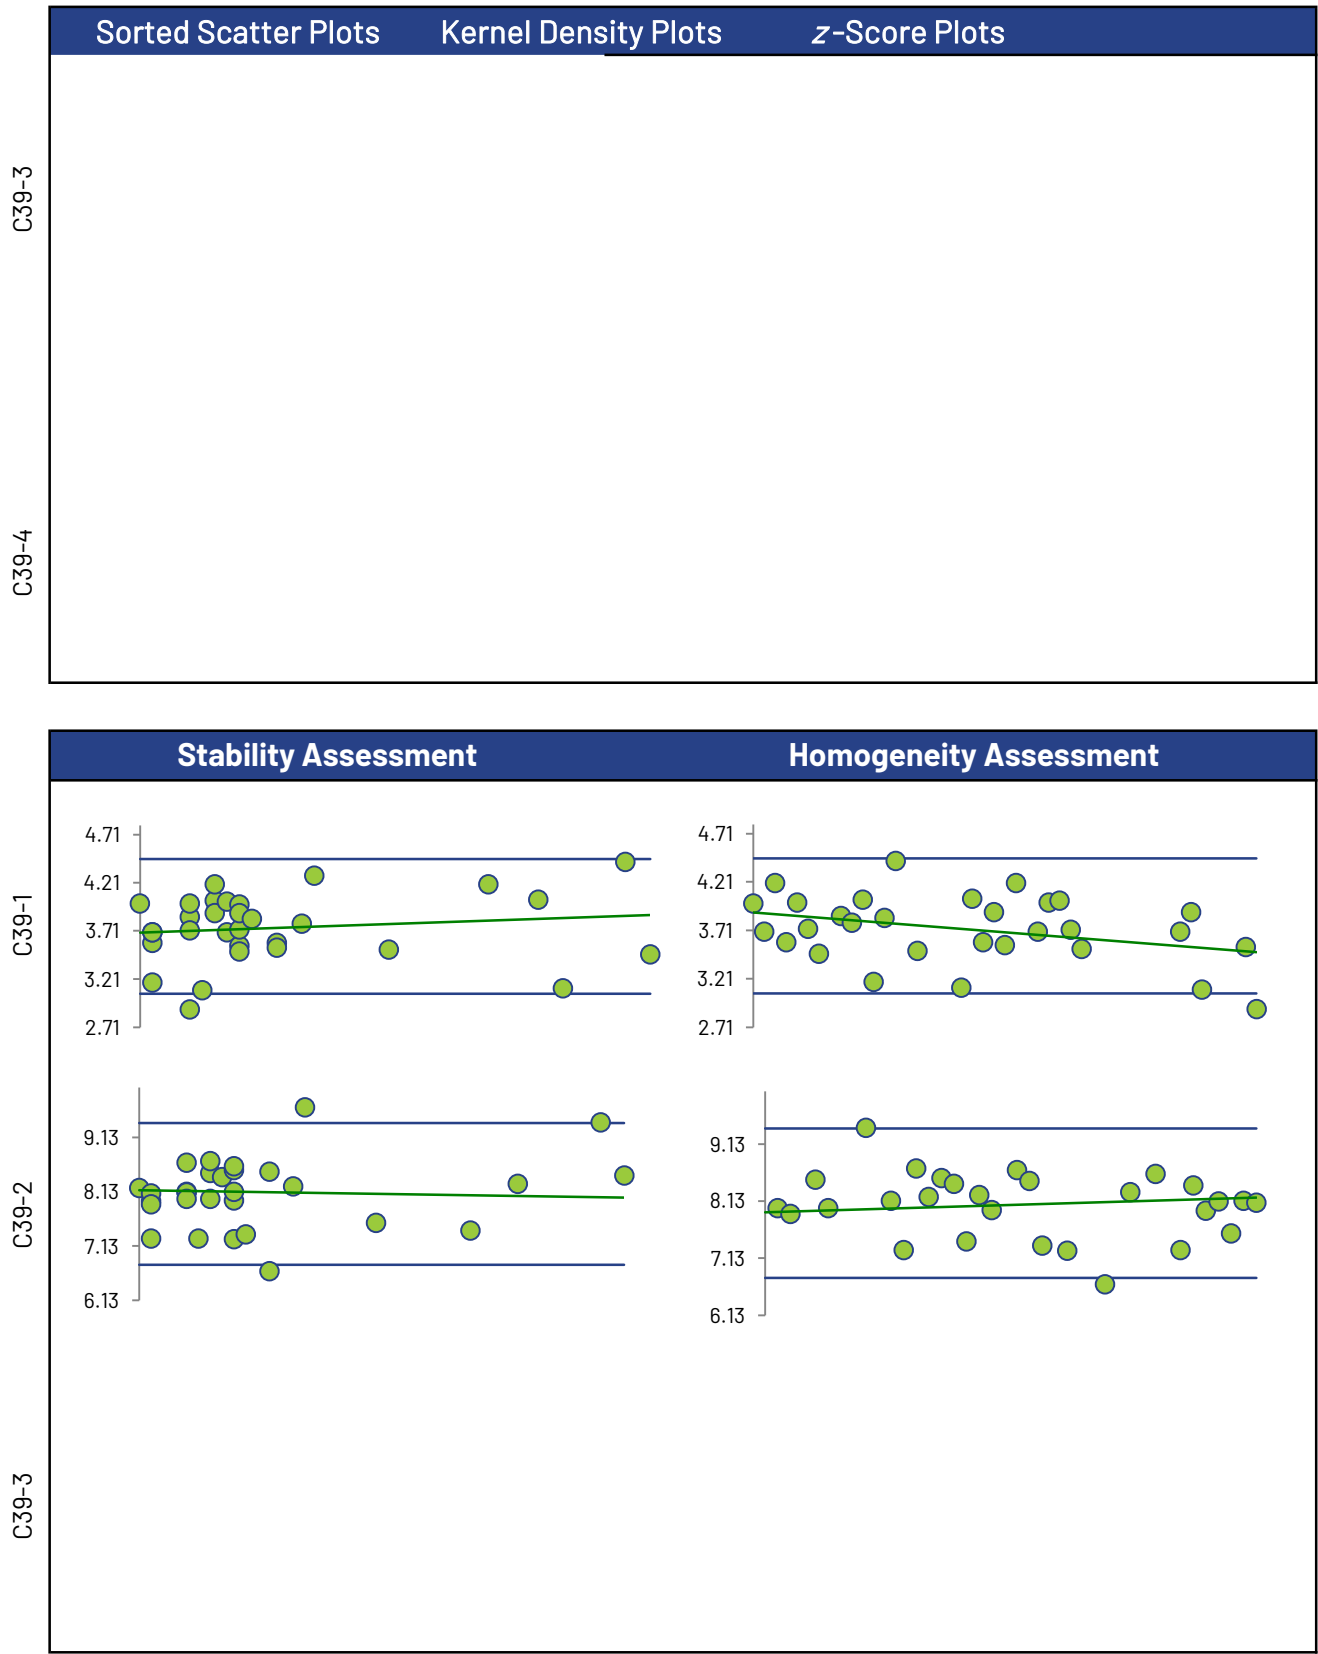 Sorted Scatter Plots Kernel Density Plots z-Score Plots
C39-3
C39-4
Stability Assessment Homogeneity Assessment
C39-1
4.71
4.21
3.71
3.21
2.71
4.71
4.21
3.71
3.21
2.71
C39-2
9.13
8.13
7.13
6.13
9.13
8.13
7.13
6.13
C39-3